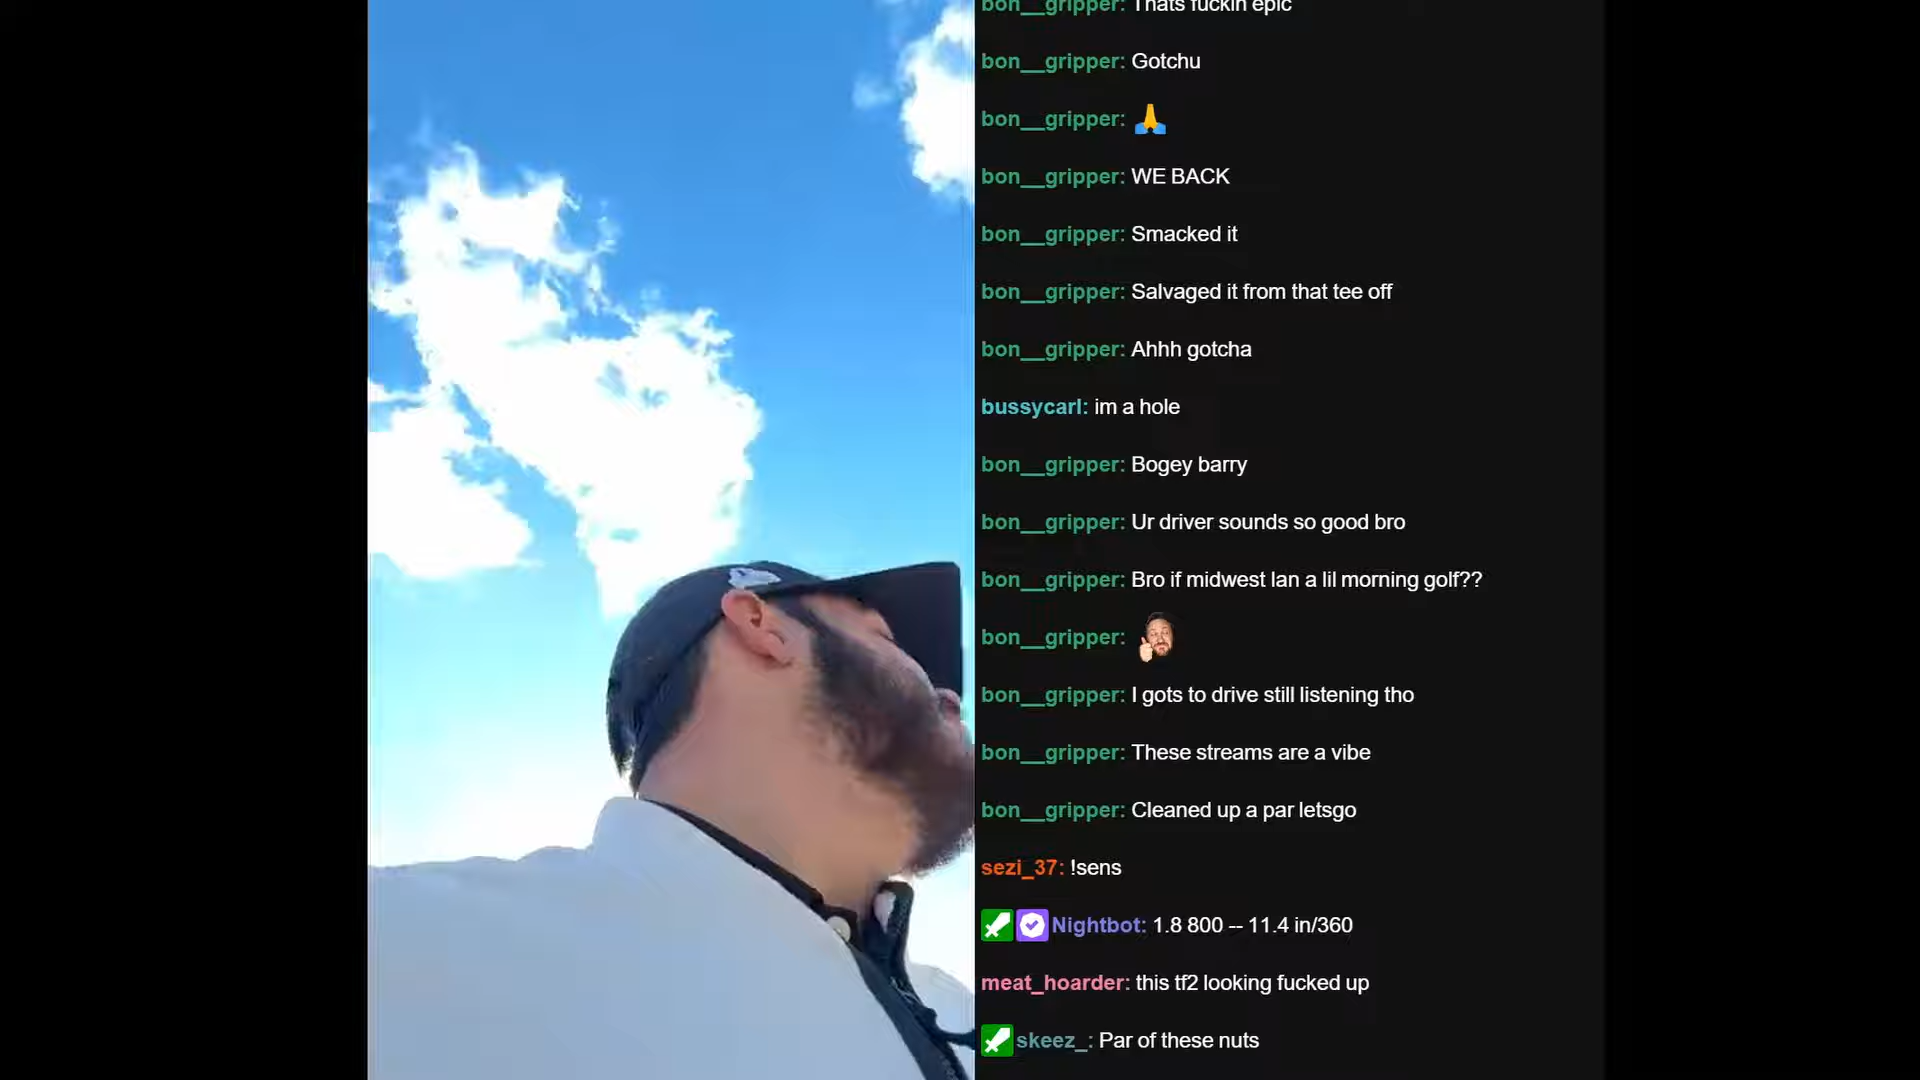 bon__gripper: Thats fuckin epic
bon__gripper: Gotchu
bon__gripper: 🙏
bon__gripper: WE BACK
bon__gripper: Smacked it
bon__gripper: Salvaged it from that tee off
bon__gripper: Ahhh gotcha
bussycarl: im a hole
bon__gripper: Bogey barry
bon__gripper: Ur driver sounds so good bro
bon__gripper: Bro if midwest lan a lil morning golf??
bon__gripper:
bon__gripper: I gots to drive still listening tho
bon__gripper: These streams are a vibe
bon__gripper: Cleaned up a par letsgo
sezi_37: !sens
Nightbot: 1.8 800 -- 11.4 in/360
meat_hoarder: this tf2 looking fucked up
skeez_: Par of these nuts